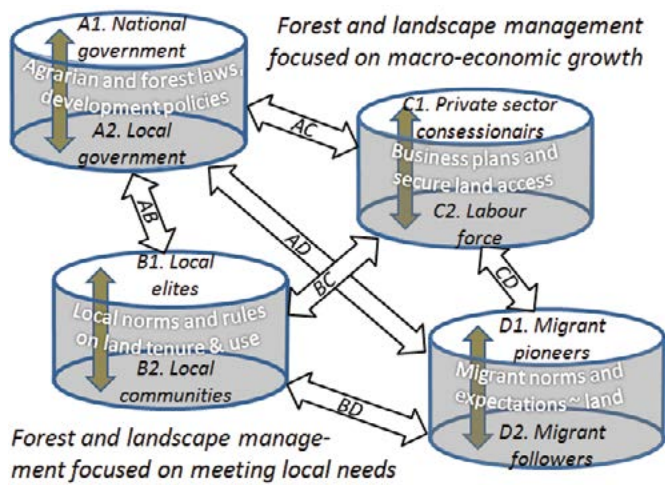 A1. National
government
Agrarian and forest laws,
development policies
A2. Local
government
Forest and landscape management
focused on macro-economic growth
C1. Private sector
consessionairs
Business plans and
secure land access
C2. Labour
force
AC
AB
AD
BC
CD
B1. Local
elites
Local norms and rules
on land tenure & use
B2. Local
communities
D1. Migrant
pioneers
Migrant norms and
expectations~ land
D2. Migrant
followers
BD
Forest and landscape manage-
ment focused on meeting local needs